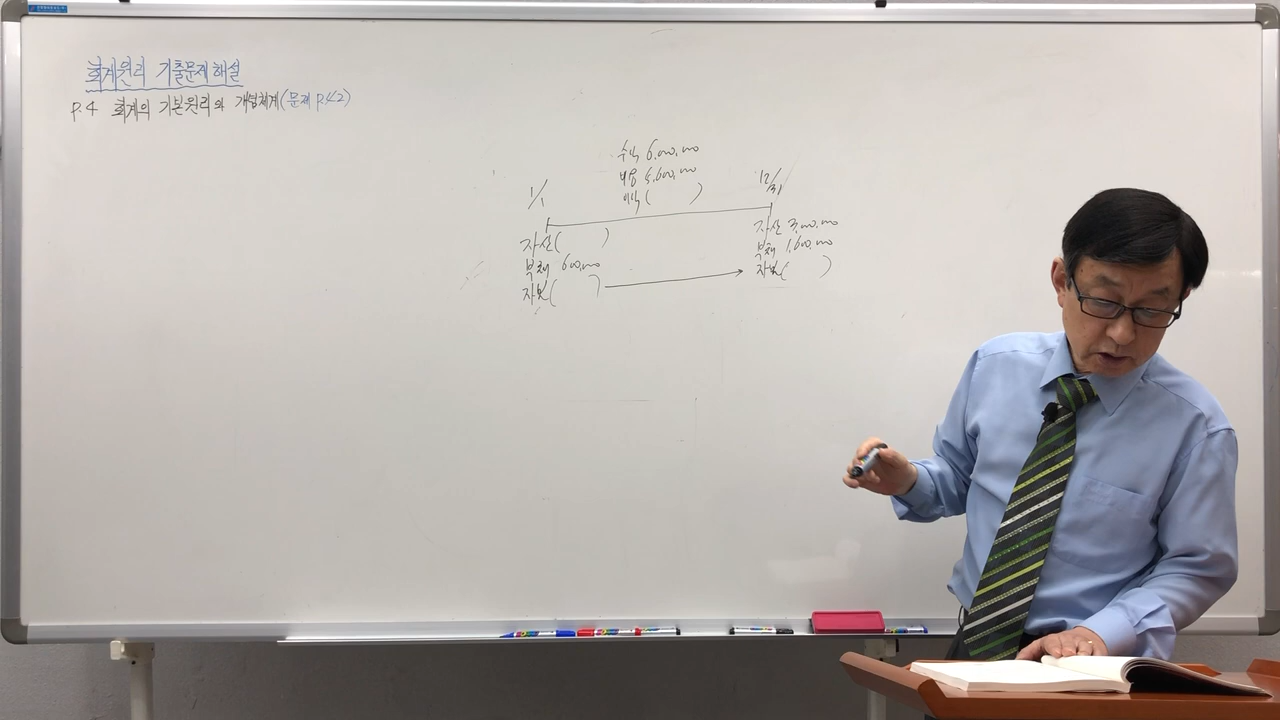 회계원리 기출문제해설
P.4 회계의 기본원리와 개념체계(문제 P.42)
수익 6,000,000
비용 5,600,000
이익( )
1/1
12/31
자산( )
부채 600,000
자본( )
자산 3,000,000
부채 1,600,000
자본( )